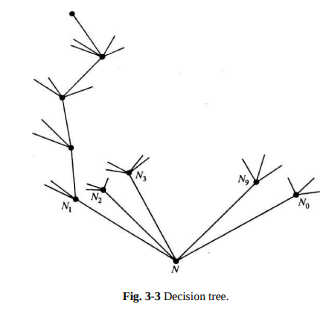 N₃
N₉
N₂
N₁
N₀
N
Fig. 3-3 Decision tree.